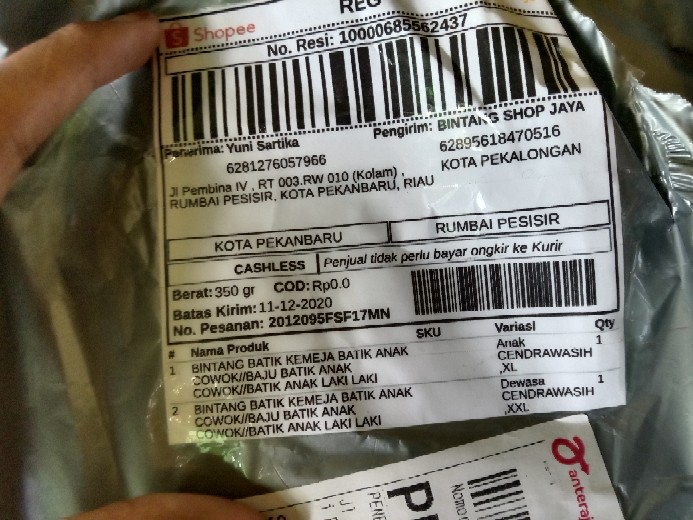 REG
Shopee
No. Resi: 10000685562437
Penerima: Yuni Sartika
Pengirim: BINTANG SHOP JAYA
6281276057966
62895618470516
Jl Pembina IV , RT 003.RW 010 (Kolam) ,
KOTA PEKALONGAN
RUMBAI PESISIR, KOTA PEKANBARU, RIAU
KOTA PEKANBARU
RUMBAI PESISIR
CASHLESS
Penjual tidak perlu bayar ongkir ke Kurir
Berat: 350 gr COD: Rp0.0
Batas Kirim: 11-12-2020
No. Pesanan: 2012095FSF17MN
# Nama Produk SKU Variasi Qty
1 BINTANG BATIK KEMEJA BATIK ANAK Anak 1
COWOK//BAJU BATIK ANAK CENDRAWASIH
COWOK//BATIK ANAK LAKI LAKI ,XL
2 BINTANG BATIK KEMEJA BATIK ANAK Dewasa 1
COWOK//BAJU BATIK ANAK CENDRAWASIH
COWOK//BATIK ANAK LAKI LAKI ,XXL
anteraj